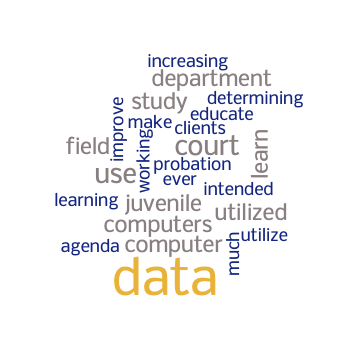 increasing
department
study
determining
improve
make
educate
clients
field
working
court
learn
probation
use
ever
intended
learning
juvenile
utilized
computers
agenda
computer
much
utilize
data